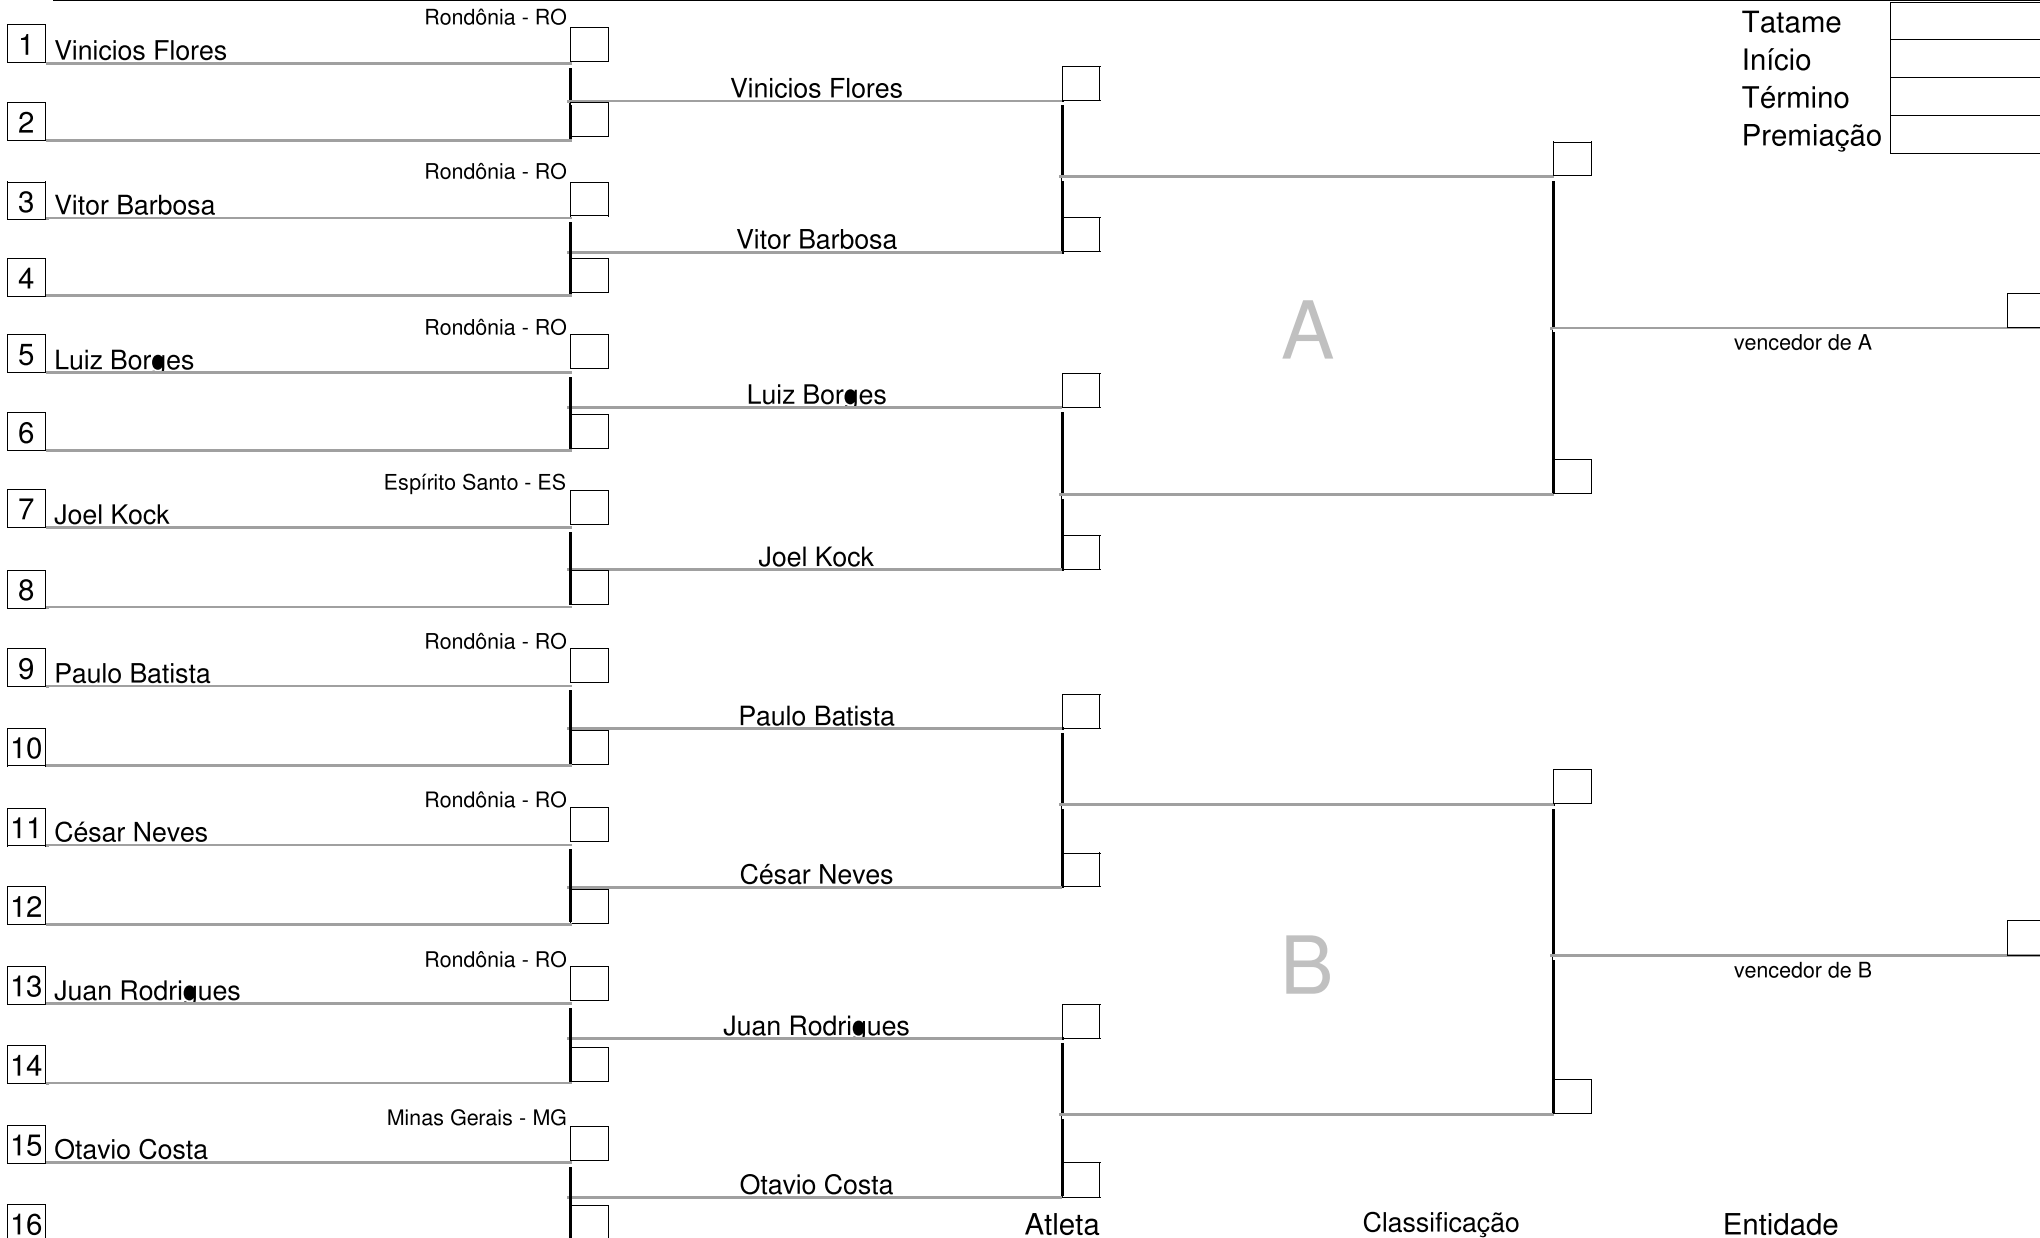 Rondônia - RO
1 Vinicios Flores
Vinicios Flores
2
Rondônia - RO
3 Vitor Barbosa
Vitor Barbosa
4
Rondônia - RO
5 Luiz Borges
Luiz Borges
6
Espírito Santo - ES
7 Joel Kock
Joel Kock
8
Rondônia - RO
9 Paulo Batista
Paulo Batista
10
Rondônia - RO
11 César Neves
César Neves
12
Rondônia - RO
13 Juan Rodrigues
Juan Rodrigues
14
Minas Gerais - MG
15 Otavio Costa
Otavio Costa
16
A
B
Tatame
Início
Término
Premiação
vencedor de A
vencedor de B
Atleta Classificação Entidade